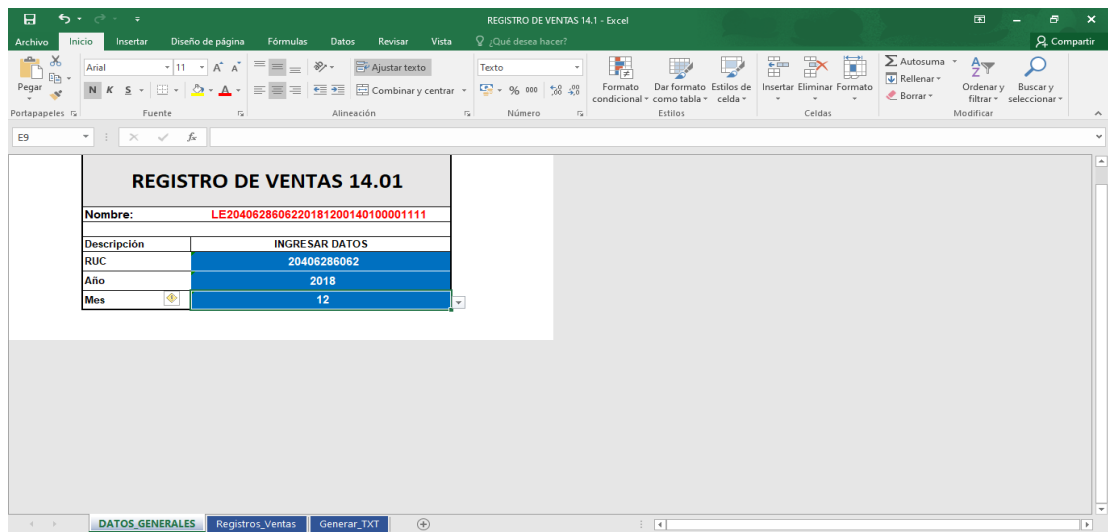 REGISTRO DE VENTAS 14.1 - Excel
Archivo Inicio Insertar Diseño de página Fórmulas Datos Revisar Vista ¿Qué desea hacer? Compartir
Pegar
Arial 11
N K S
Ajustar texto
Combinar y centrar
Texto
% 000
Formato condicional
Dar formato como tabla
Estilos de celda
Insertar Eliminar Formato
Autosuma
Rellenar
Borrar
Ordenar y filtrar
Buscar y seleccionar
Portapapeles Fuente Alineación Número Estilos Celdas Modificar
E9 fx
REGISTRO DE VENTAS 14.01
Nombre: LE2040628606220181200140100001111
Descripción INGRESAR DATOS
RUC 20406286062
Año 2018
Mes 12
DATOS_GENERALES Registros_Ventas Generar_TXT